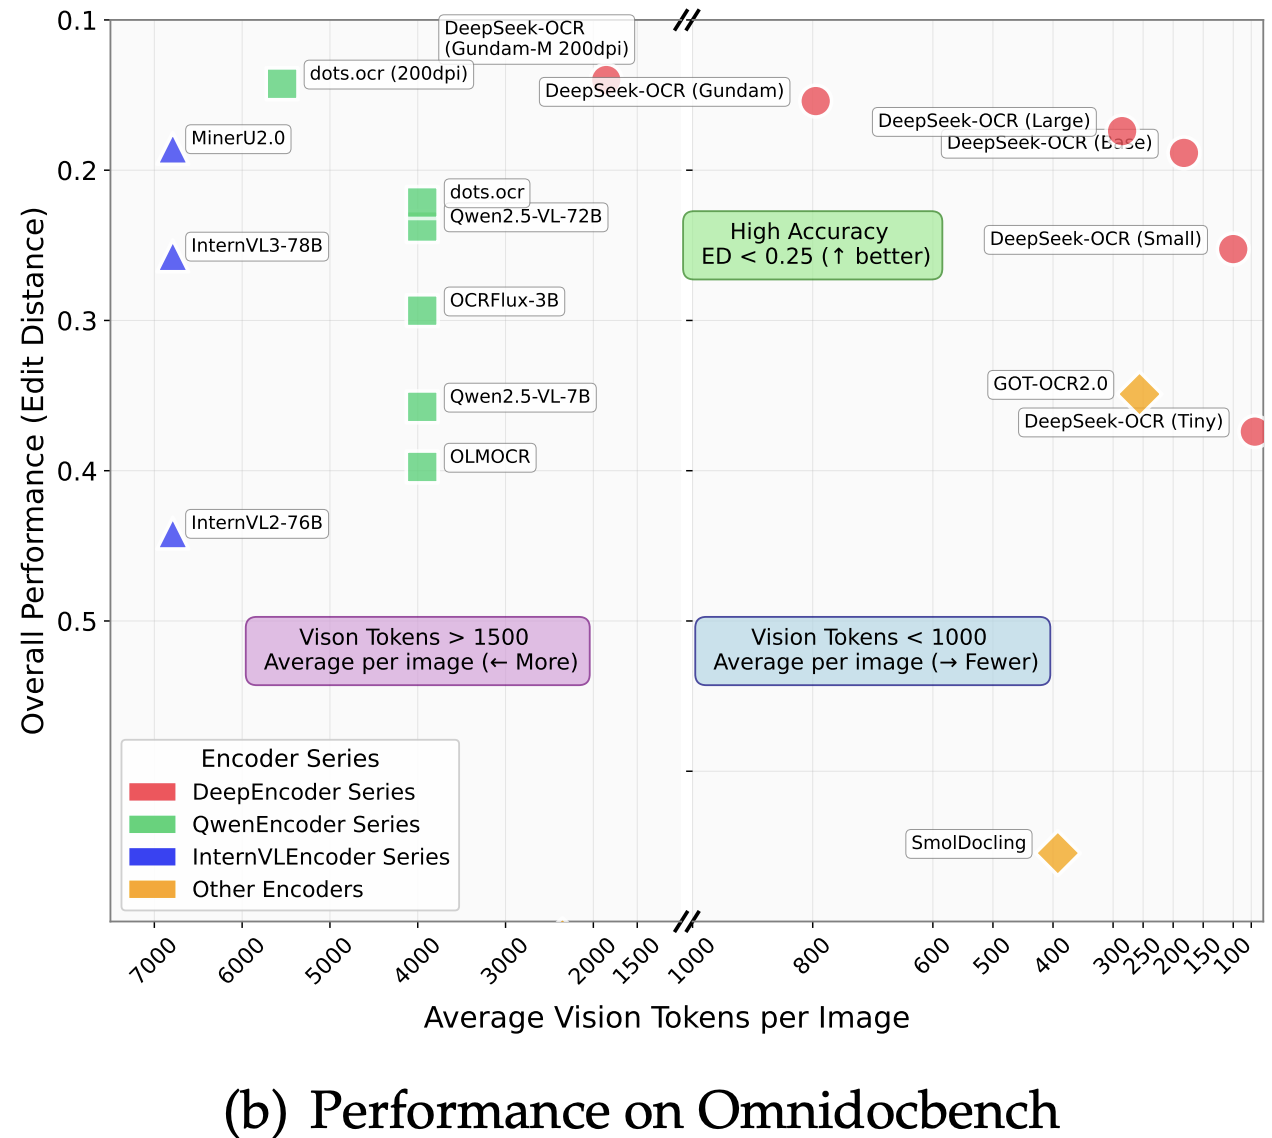 0.1
0.2
0.3
0.4
0.5
Overall Performance (Edit Distance)
DeepSeek-OCR
(Gundam-M 200dpi)
dots.ocr (200dpi)
DeepSeek-OCR (Gundam)
DeepSeek-OCR (Large)
DeepSeek-OCR (Base)
MinerU2.0
dots.ocr
Qwen2.5-VL-72B
High Accuracy
ED < 0.25 (↑ better)
DeepSeek-OCR (Small)
InternVL3-78B
OCRFlux-3B
GOT-OCR2.0
Qwen2.5-VL-7B
DeepSeek-OCR (Tiny)
OLMOCR
InternVL2-76B
Vison Tokens > 1500
Average per image (← More)
Vision Tokens < 1000
Average per image (→ Fewer)
Encoder Series
DeepEncoder Series
QwenEncoder Series
InternVLEncoder Series
Other Encoders
SmolDocling
7000
6000
5000
4000
3000
2000
1500
1000
800
600
500
400
300
250
200
150
100
Average Vision Tokens per Image
(b) Performance on Omnidocbench